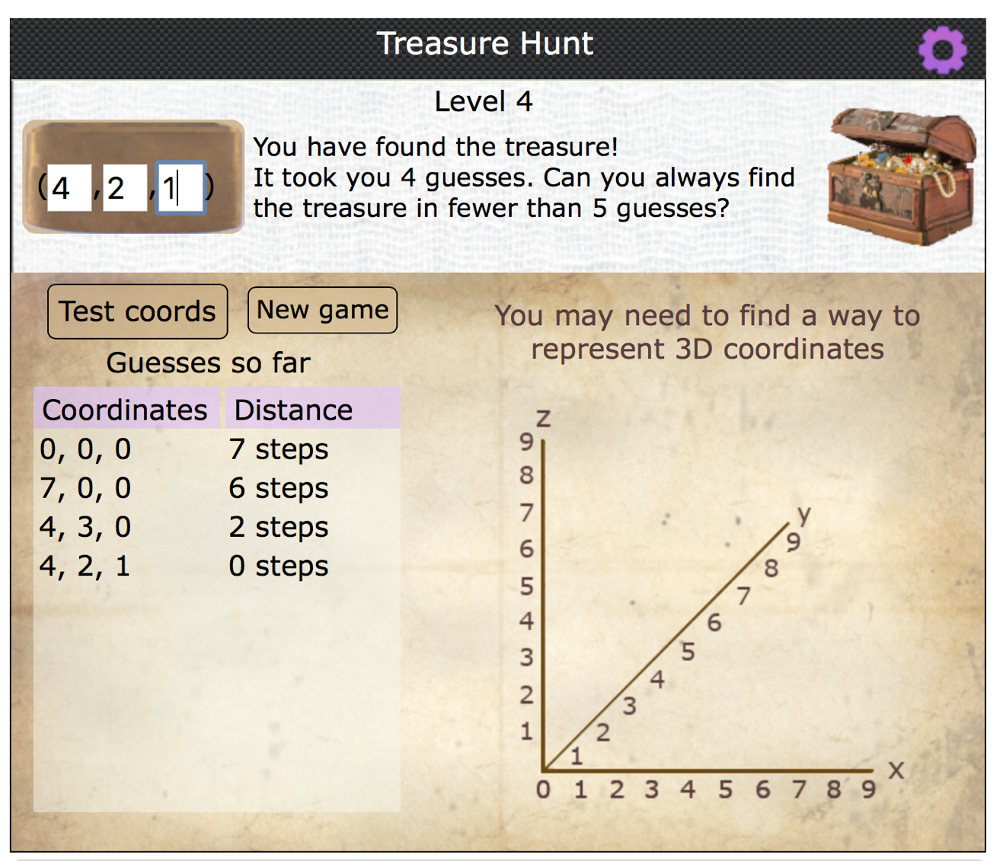 Treasure Hunt
Level 4
(4 ,2 ,1 )
You have found the treasure!
It took you 4 guesses. Can you always find
the treasure in fewer than 5 guesses?
Test coords
New game
Guesses so far
Coordinates Distance
0, 0, 0 7 steps
7, 0, 0 6 steps
4, 3, 0 2 steps
4, 2, 1 0 steps
You may need to find a way to
represent 3D coordinates
z
9
8
7
6
5
4
3
2
1
y
9
8
7
6
5
4
3
2
1
x
0 1 2 3 4 5 6 7 8 9